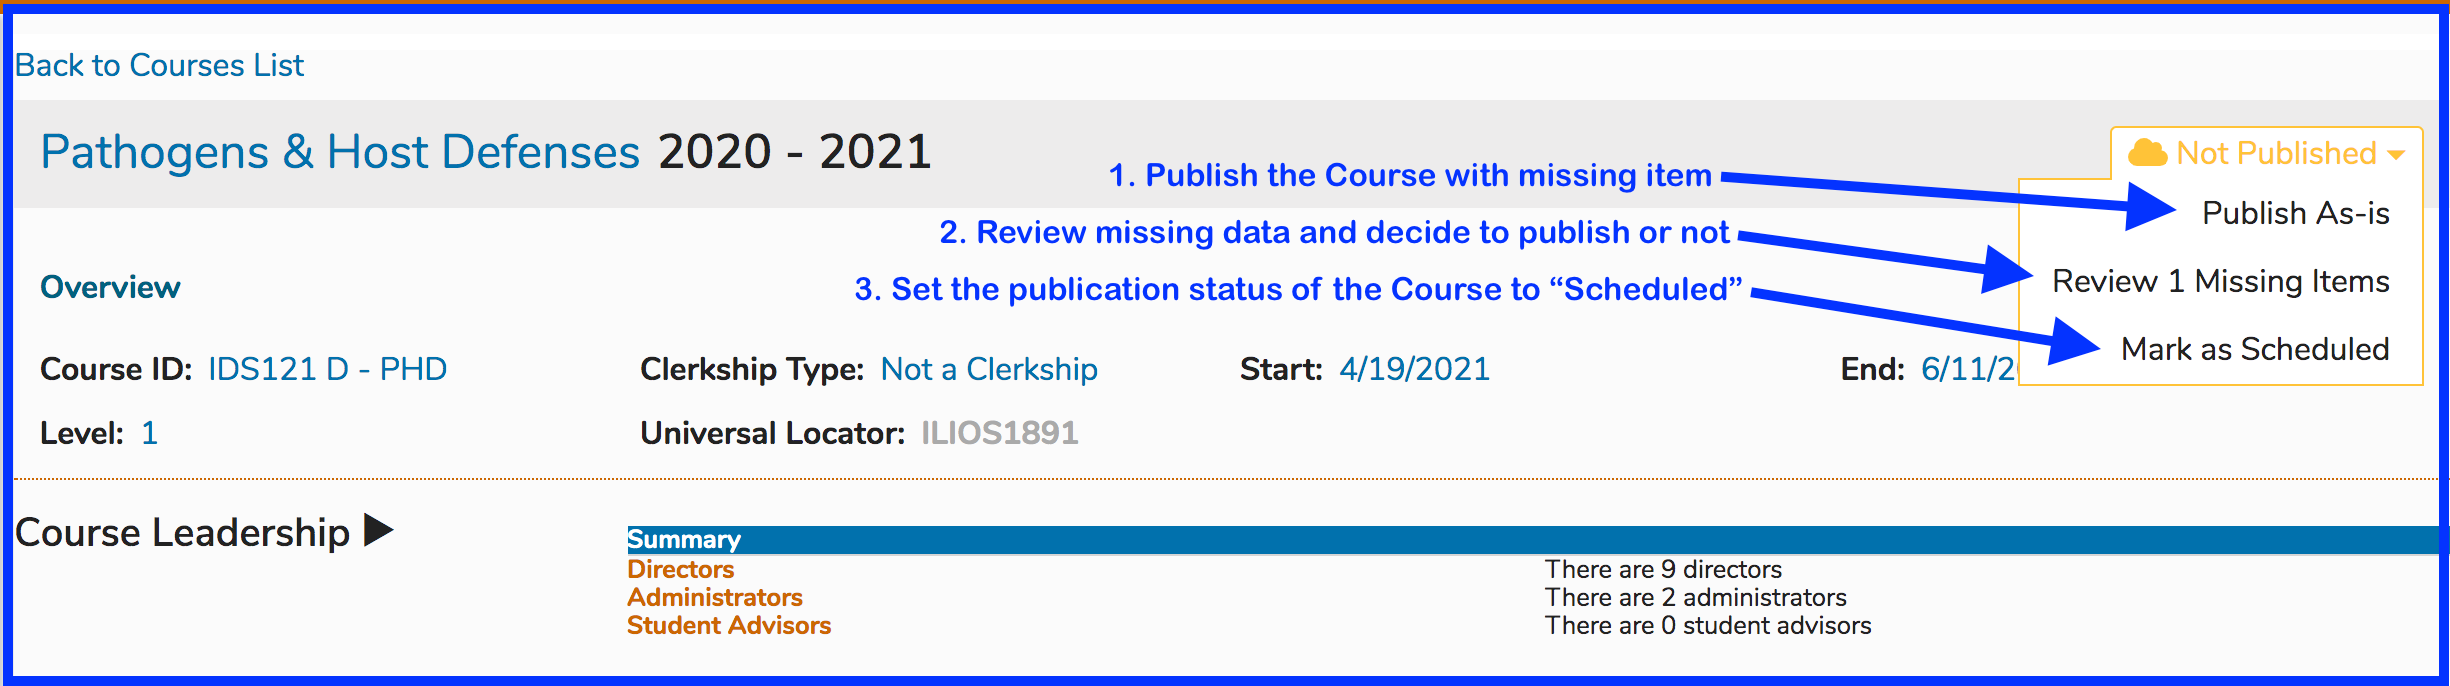 Back to Courses List
Pathogens & Host Defenses 2020 - 2021
Not Published
1. Publish the Course with missing item
Publish As-is
2. Review missing data and decide to publish or not
Review 1 Missing Items
3. Set the publication status of the Course to “Scheduled”
Mark as Scheduled
Overview
Course ID: IDS121 D - PHD
Clerkship Type: Not a Clerkship
Start: 4/19/2021
End: 6/11/2
Level: 1
Universal Locator: ILIOS1891
Course Leadership
Summary
Directors There are 9 directors
Administrators There are 2 administrators
Student Advisors There are 0 student advisors